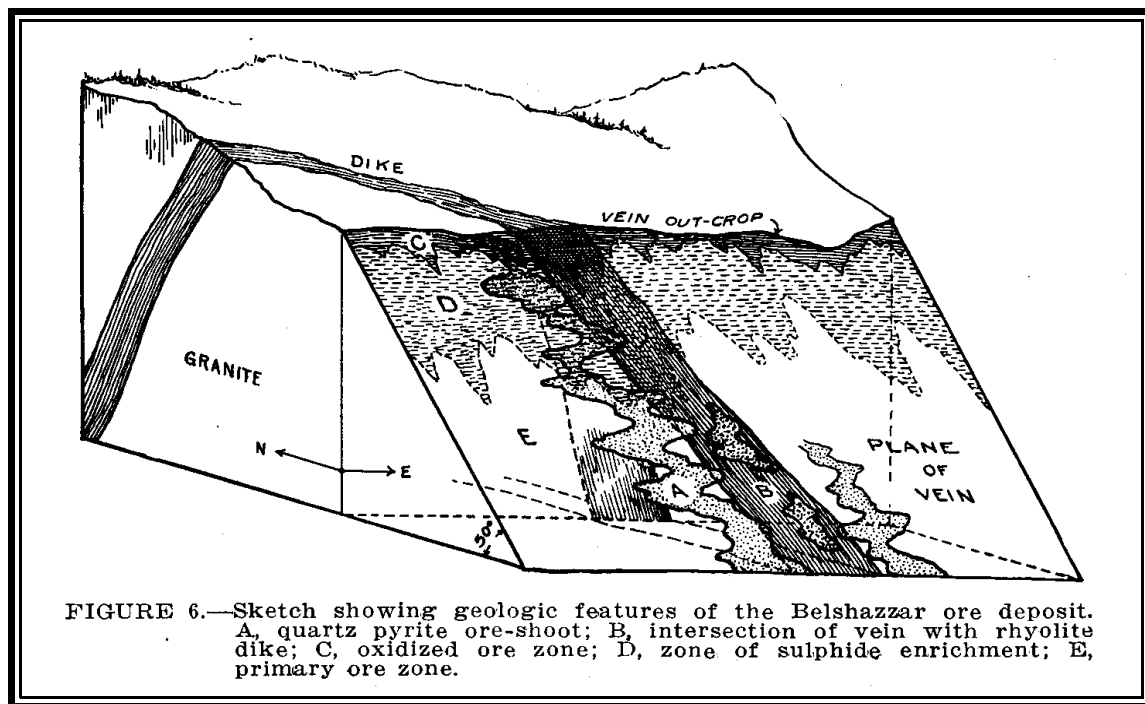 DIKE
VEIN OUT-CROP
C
D
GRANITE
E
PLANE
OF
VEIN
N
E
A
B
50°
FIGURE 6.—Sketch showing geologic features of the Belshazzar ore deposit.
A, quartz pyrite ore-shoot; B, intersection of vein with rhyolite
dike; C, oxidized ore zone; D, zone of sulphide enrichment; E,
primary ore zone.